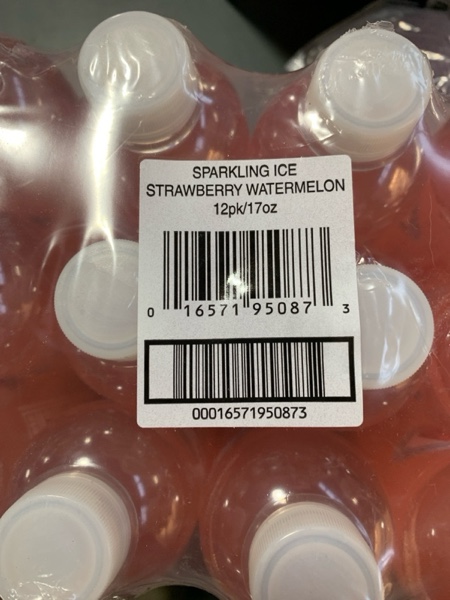 SPARKLING ICE
STRAWBERRY WATERMELON
12pk/17oz
0 16571 95087 3
00016571950873